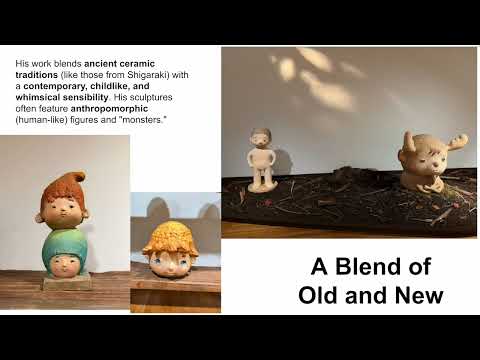 His work blends ancient ceramic
traditions (like those from Shigaraki) with
a contemporary, childlike, and
whimsical sensibility. His sculptures
often feature anthropomorphic
(human-like) figures and "monsters."
A Blend of
Old and New